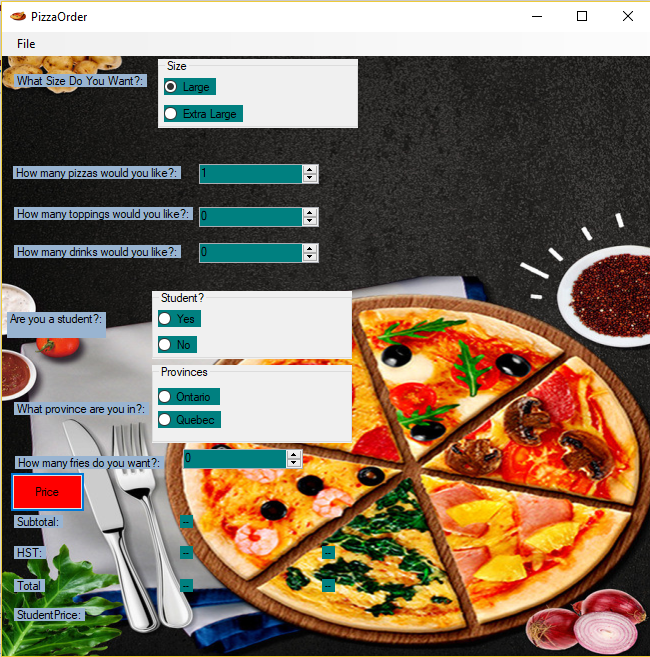 PizzaOrder
File
Size
What Size Do You Want?:
Large
Extra Large
How many pizzas would you like?:
1
How many toppings would you like?:
0
How many drinks would you like?:
0
Student?
Are you a student?:
Yes
No
Provinces
Ontario
What province are you in?:
Quebec
How many fries do you want?:
0
Price
Subtotal: --
HST: -- --
Total -- --
StudentPrice: